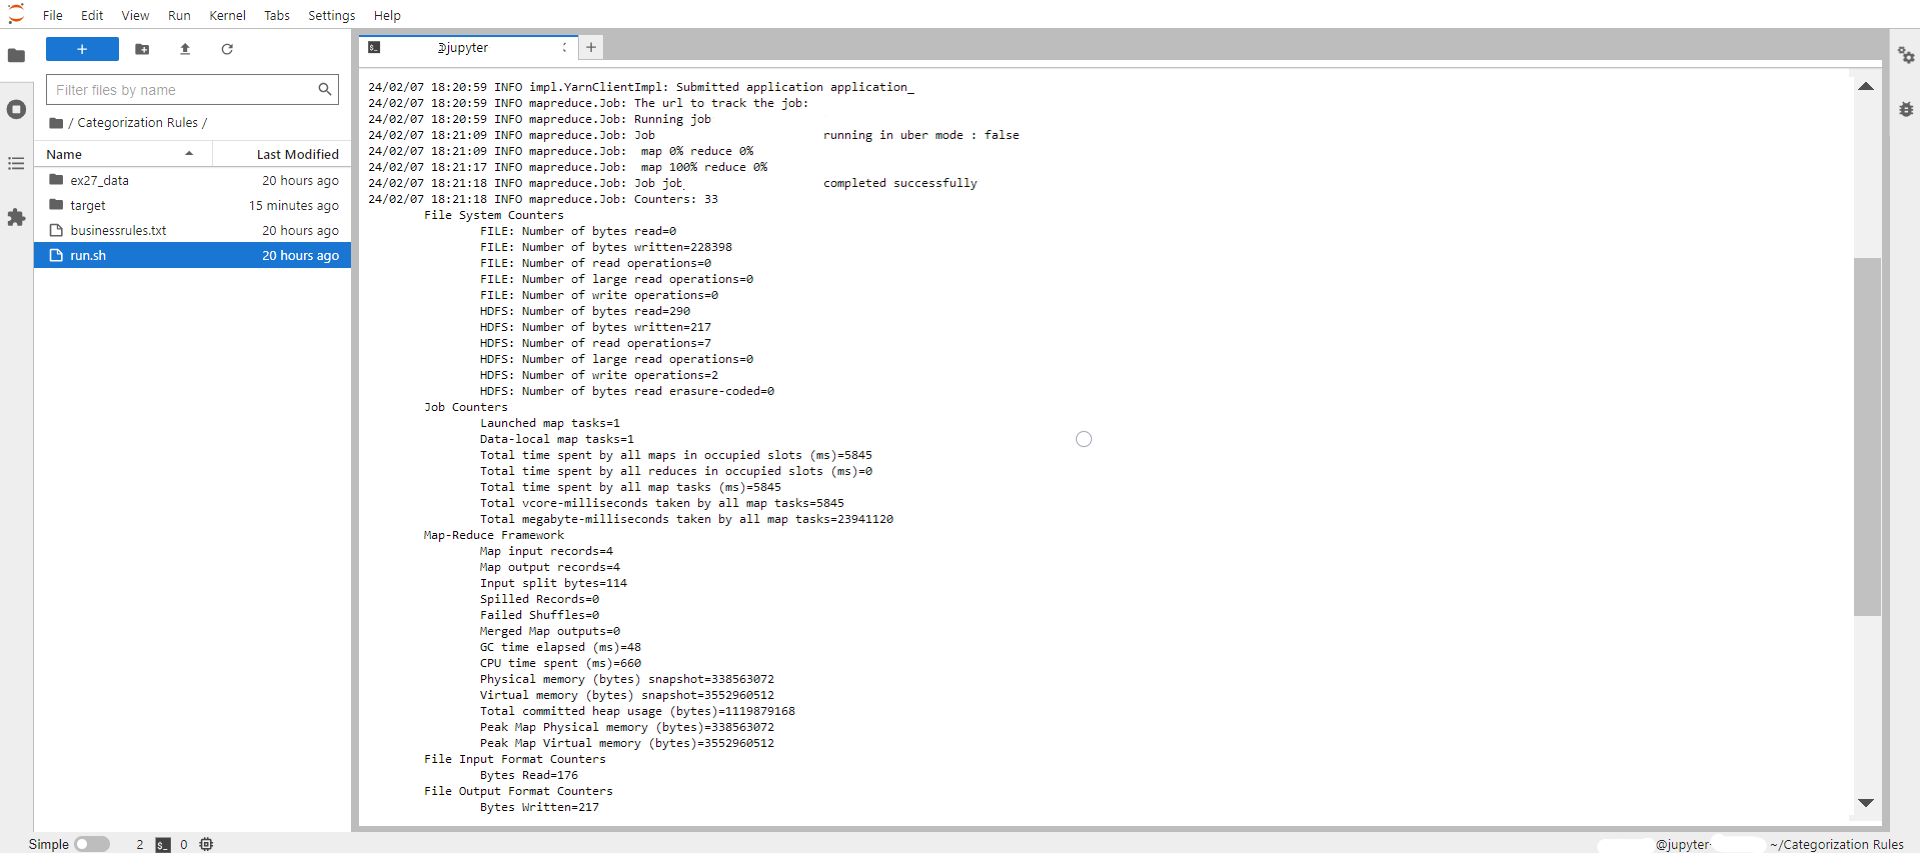 File Edit View Run Kernel Tabs Settings Help
+
Filter files by name
/ Categorization Rules /
Name Last Modified
ex27_data 20 hours ago
target 15 minutes ago
businessrules.txt 20 hours ago
run.sh 20 hours ago
@jupyter
+
24/02/07 18:20:59 INFO impl.YarnClientImpl: Submitted application application_
24/02/07 18:20:59 INFO mapreduce.Job: The url to track the job:
24/02/07 18:20:59 INFO mapreduce.Job: Running job
24/02/07 18:21:09 INFO mapreduce.Job: Job running in uber mode : false
24/02/07 18:21:09 INFO mapreduce.Job: map 0% reduce 0%
24/02/07 18:21:17 INFO mapreduce.Job: map 100% reduce 0%
24/02/07 18:21:18 INFO mapreduce.Job: Job job completed successfully
24/02/07 18:21:18 INFO mapreduce.Job: Counters: 33
File System Counters
FILE: Number of bytes read=0
FILE: Number of bytes written=228398
FILE: Number of read operations=0
FILE: Number of large read operations=0
FILE: Number of write operations=0
HDFS: Number of bytes read=290
HDFS: Number of bytes written=217
HDFS: Number of read operations=7
HDFS: Number of large read operations=0
HDFS: Number of write operations=2
HDFS: Number of bytes read erasure-coded=0
Job Counters
Launched map tasks=1
Data-local map tasks=1
Total time spent by all maps in occupied slots (ms)=5845
Total time spent by all reduces in occupied slots (ms)=0
Total time spent by all map tasks (ms)=5845
Total vcore-milliseconds taken by all map tasks=5845
Total megabyte-milliseconds taken by all map tasks=23941120
Map-Reduce Framework
Map input records=4
Map output records=4
Input split bytes=114
Spilled Records=0
Failed Shuffles=0
Merged Map outputs=0
GC time elapsed (ms)=48
CPU time spent (ms)=660
Physical memory (bytes) snapshot=338563072
Virtual memory (bytes) snapshot=3552960512
Total committed heap usage (bytes)=1119879168
Peak Map Physical memory (bytes)=338563072
Peak Map Virtual memory (bytes)=3552960512
File Input Format Counters
Bytes Read=176
File Output Format Counters
Bytes Written=217
Simple 2 $_ 0 @jupyter- ~/Categorization Rules